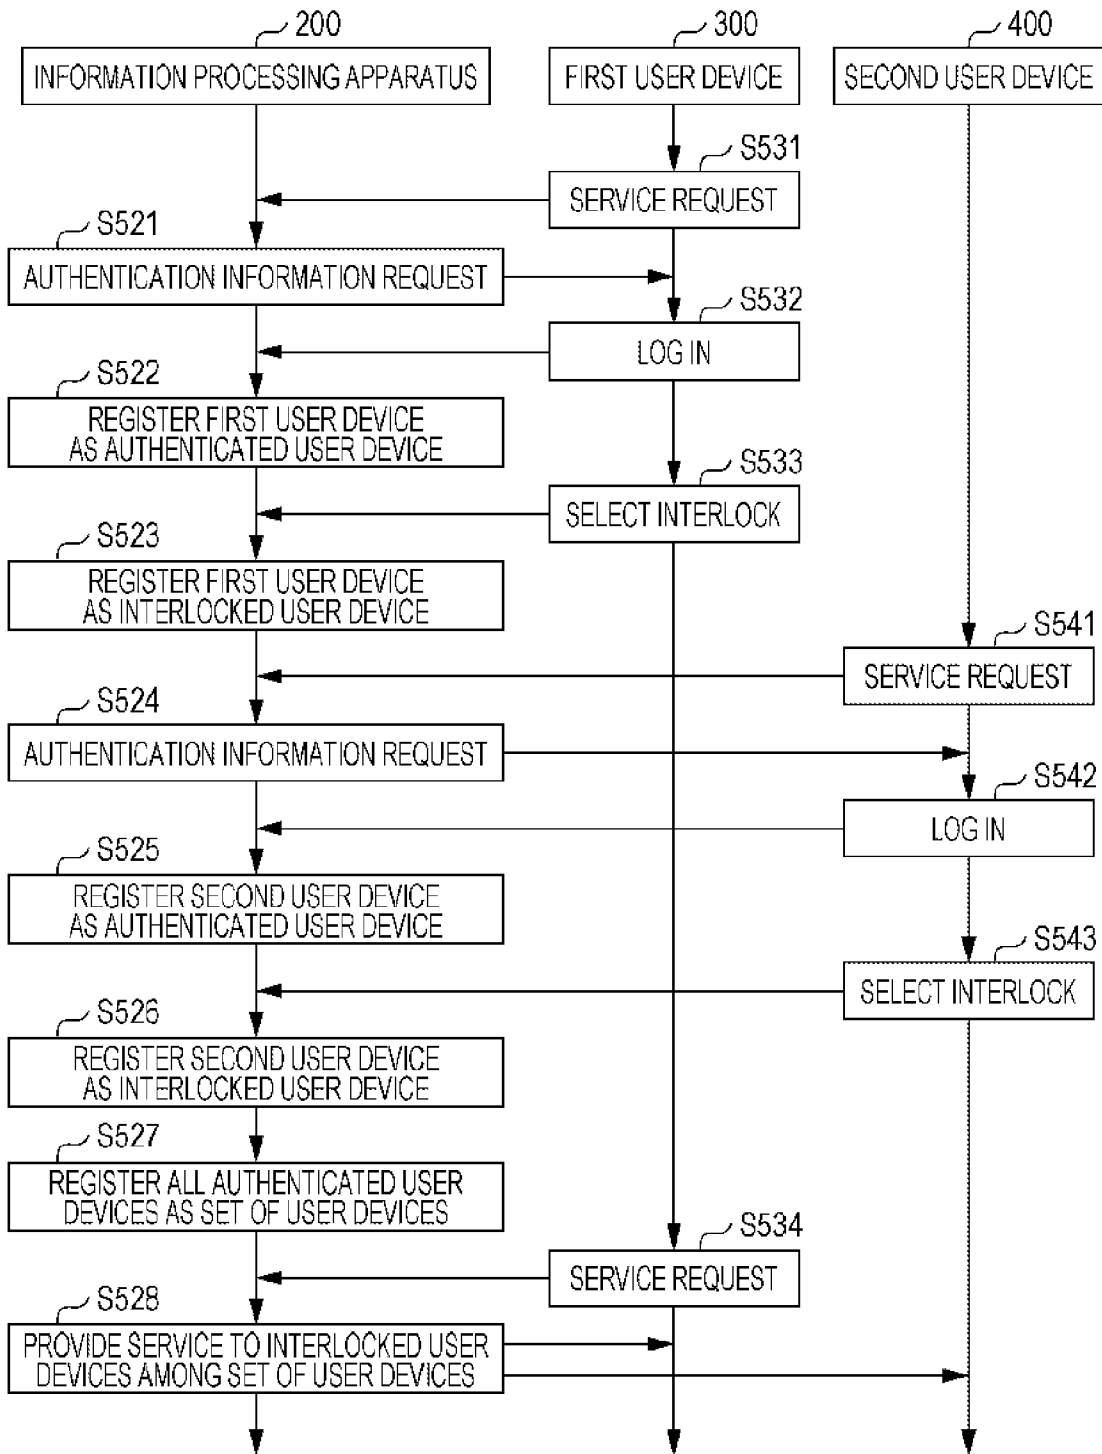 200
300
400
INFORMATION PROCESSING APPARATUS
FIRST USER DEVICE
SECOND USER DEVICE
S531
SERVICE REQUEST
S521
AUTHENTICATION INFORMATION REQUEST
S532
LOG IN
S522
REGISTER FIRST USER DEVICE
AS AUTHENTICATED USER DEVICE
S533
SELECT INTERLOCK
S523
REGISTER FIRST USER DEVICE
AS INTERLOCKED USER DEVICE
S541
SERVICE REQUEST
S524
AUTHENTICATION INFORMATION REQUEST
S542
LOG IN
S525
REGISTER SECOND USER DEVICE
AS AUTHENTICATED USER DEVICE
S543
SELECT INTERLOCK
S526
REGISTER SECOND USER DEVICE
AS INTERLOCKED USER DEVICE
S527
REGISTER ALL AUTHENTICATED USER
DEVICES AS SET OF USER DEVICES
S534
SERVICE REQUEST
S528
PROVIDE SERVICE TO INTERLOCKED USER
DEVICES AMONG SET OF USER DEVICES